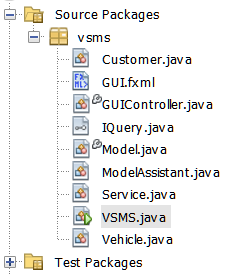 Source Packages
vsms
Customer.java
GUI.fxml
GUIController.java
IQuery.java
Model.java
ModelAssistant.java
Service.java
VSMS.java
Vehicle.java
Test Packages